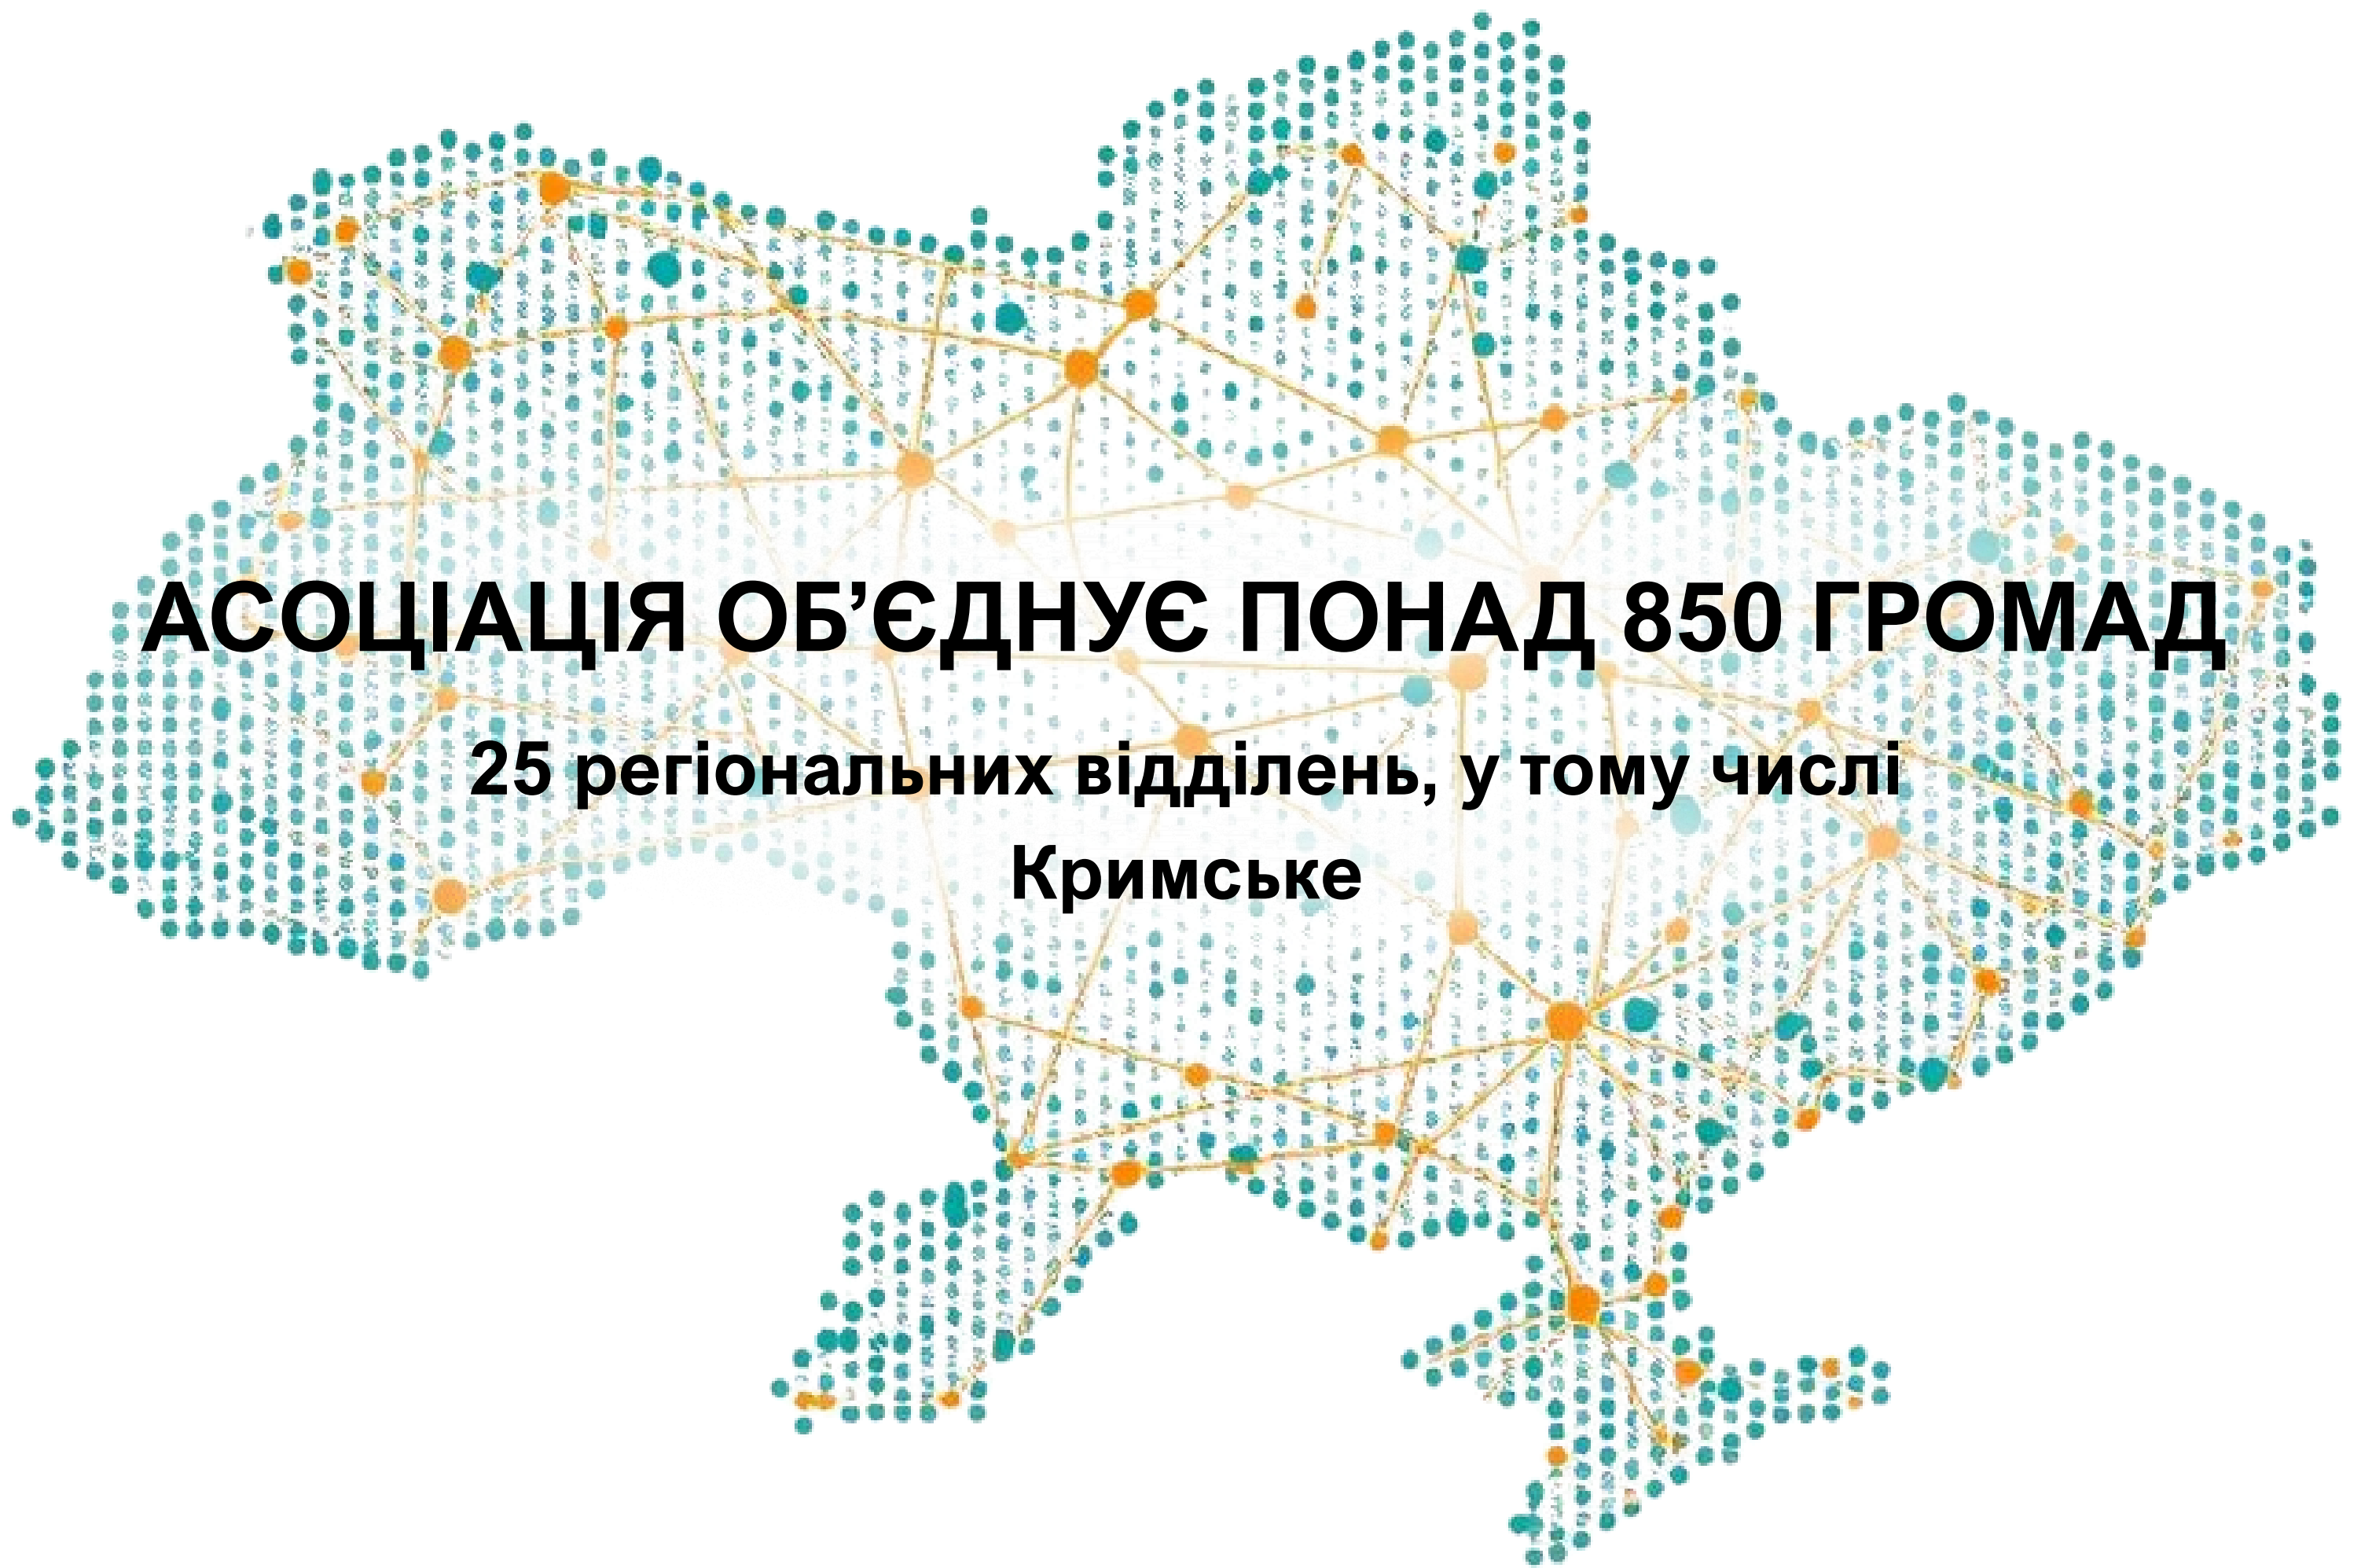 АСОЦІАЦІЯ ОБ’ЄДНУЄ ПОНАД 850 ГРОМАД
25 регіональних відділень, у тому числі
Кримське